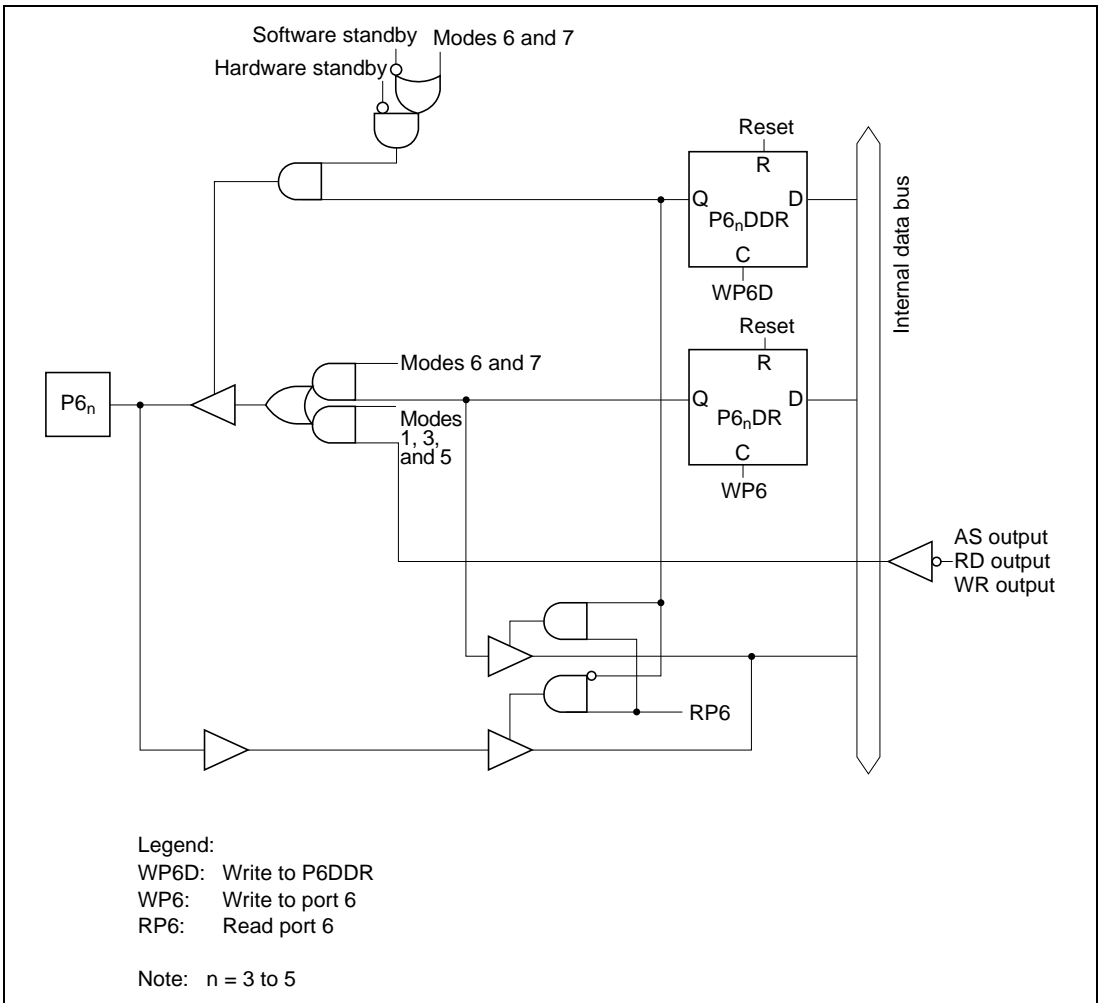 Software standby
Modes 6 and 7
Hardware standby
Reset
R
Q
D
P6nDDR
C
WP6D
Internal data bus
Reset
R
Modes 6 and 7
P6n
Q
D
P6nDR
C
WP6
Modes
1, 3,
and 5
AS output
RD output
WR output
RP6
Legend:
WP6D: Write to P6DDR
WP6: Write to port 6
RP6: Read port 6
Note: n = 3 to 5